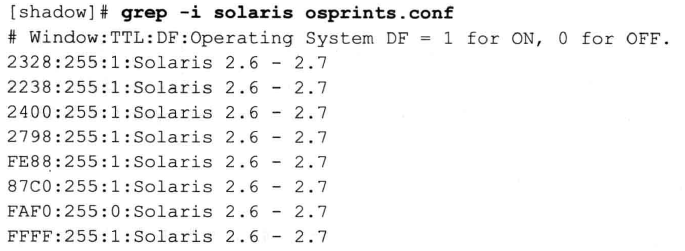 [shadow]# grep -i solaris osprints.conf
# Window:TTL:DF:Operating System DF = 1 for ON, 0 for OFF.
2328:255:1:Solaris 2.6 - 2.7
2238:255:1:Solaris 2.6 - 2.7
2400:255:1:Solaris 2.6 - 2.7
2798:255:1:Solaris 2.6 - 2.7
FE88:255:1:Solaris 2.6 - 2.7
87C0:255:1:Solaris 2.6 - 2.7
FAF0:255:0:Solaris 2.6 - 2.7
FFFF:255:1:Solaris 2.6 - 2.7